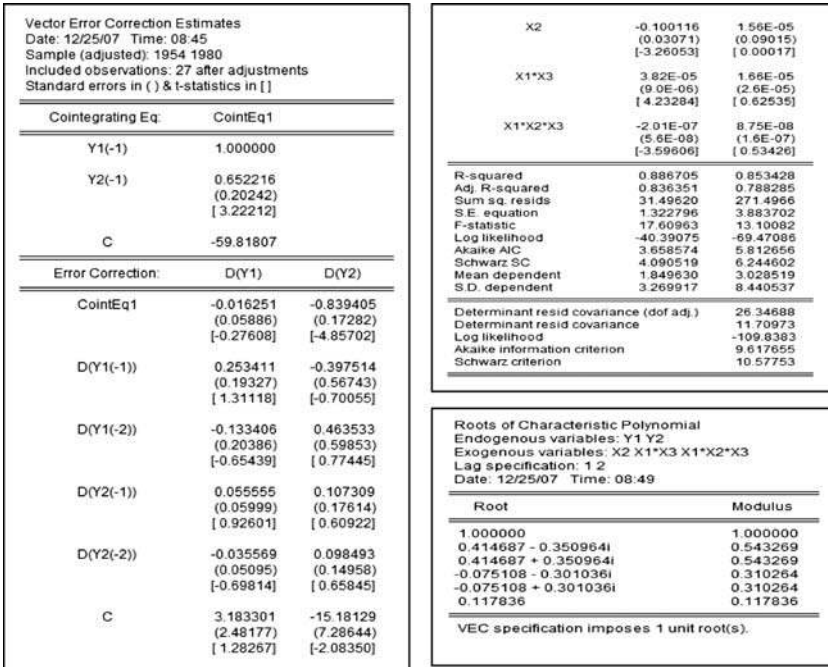 Vector Error Correction Estimates
Date: 12/25/07 Time: 08:45
Sample (adjusted): 1954 1980
Included observations: 27 after adjustments
Standard errors in ( ) & t-statistics in [ ]
Cointegrating Eq: CointEq1
Y1(-1) 1.000000
Y2(-1) 0.652216
(0.20242)
[ 3.22212]
C -59.81807
Error Correction: D(Y1) D(Y2)
CointEq1 -0.016251 -0.839405
(0.05886) (0.17282)
[-0.27608] [-4.85702]
D(Y1(-1)) 0.253411 -0.397514
(0.19327) (0.56743)
[ 1.31118] [-0.70055]
D(Y1(-2)) -0.133406 0.463533
(0.20386) (0.59853)
[-0.65439] [ 0.77445]
D(Y2(-1)) 0.055555 0.107309
(0.05999) (0.17614)
[ 0.92601] [ 0.60922]
D(Y2(-2)) -0.035569 0.098493
(0.05095) (0.14958)
[-0.69814] [ 0.65845]
C 3.183301 -15.18129
(2.48177) (7.28644)
[ 1.28267] [-2.08350]
X2 -0.100116 1.56E-05
(0.03071) (0.09015)
[-3.26053] [ 0.00017]
X1*X3 3.82E-05 1.66E-05
(9.0E-06) (2.6E-05)
[ 4.23284] [ 0.62535]
X1*X2*X3 -2.01E-07 8.75E-08
(5.6E-08) (1.6E-07)
[-3.59606] [ 0.53426]
R-squared 0.886705 0.853428
Adj. R-squared 0.836351 0.788285
Sum sq. resids 31.49620 271.4966
S.E. equation 1.322796 3.883702
F-statistic 17.60963 13.10082
Log likelihood -40.39075 -69.47086
Akaike AIC 3.658574 5.812656
Schwarz SC 4.090519 6.244602
Mean dependent 1.849630 3.028519
S.D. dependent 3.269917 8.440537
Determinant resid covariance (dof adj.) 26.34688
Determinant resid covariance 11.70973
Log likelihood -109.8383
Akaike information criterion 9.617655
Schwarz criterion 10.57753
Roots of Characteristic Polynomial
Endogenous variables: Y1 Y2
Exogenous variables: X2 X1*X3 X1*X2*X3
Lag specification: 1 2
Date: 12/25/07 Time: 08:49
Root Modulus
1.000000 1.000000
0.414687 - 0.350964i 0.543269
0.414687 + 0.350964i 0.543269
-0.075108 - 0.301036i 0.310264
-0.075108 + 0.301036i 0.310264
0.117836 0.117836
VEC specification imposes 1 unit root(s).